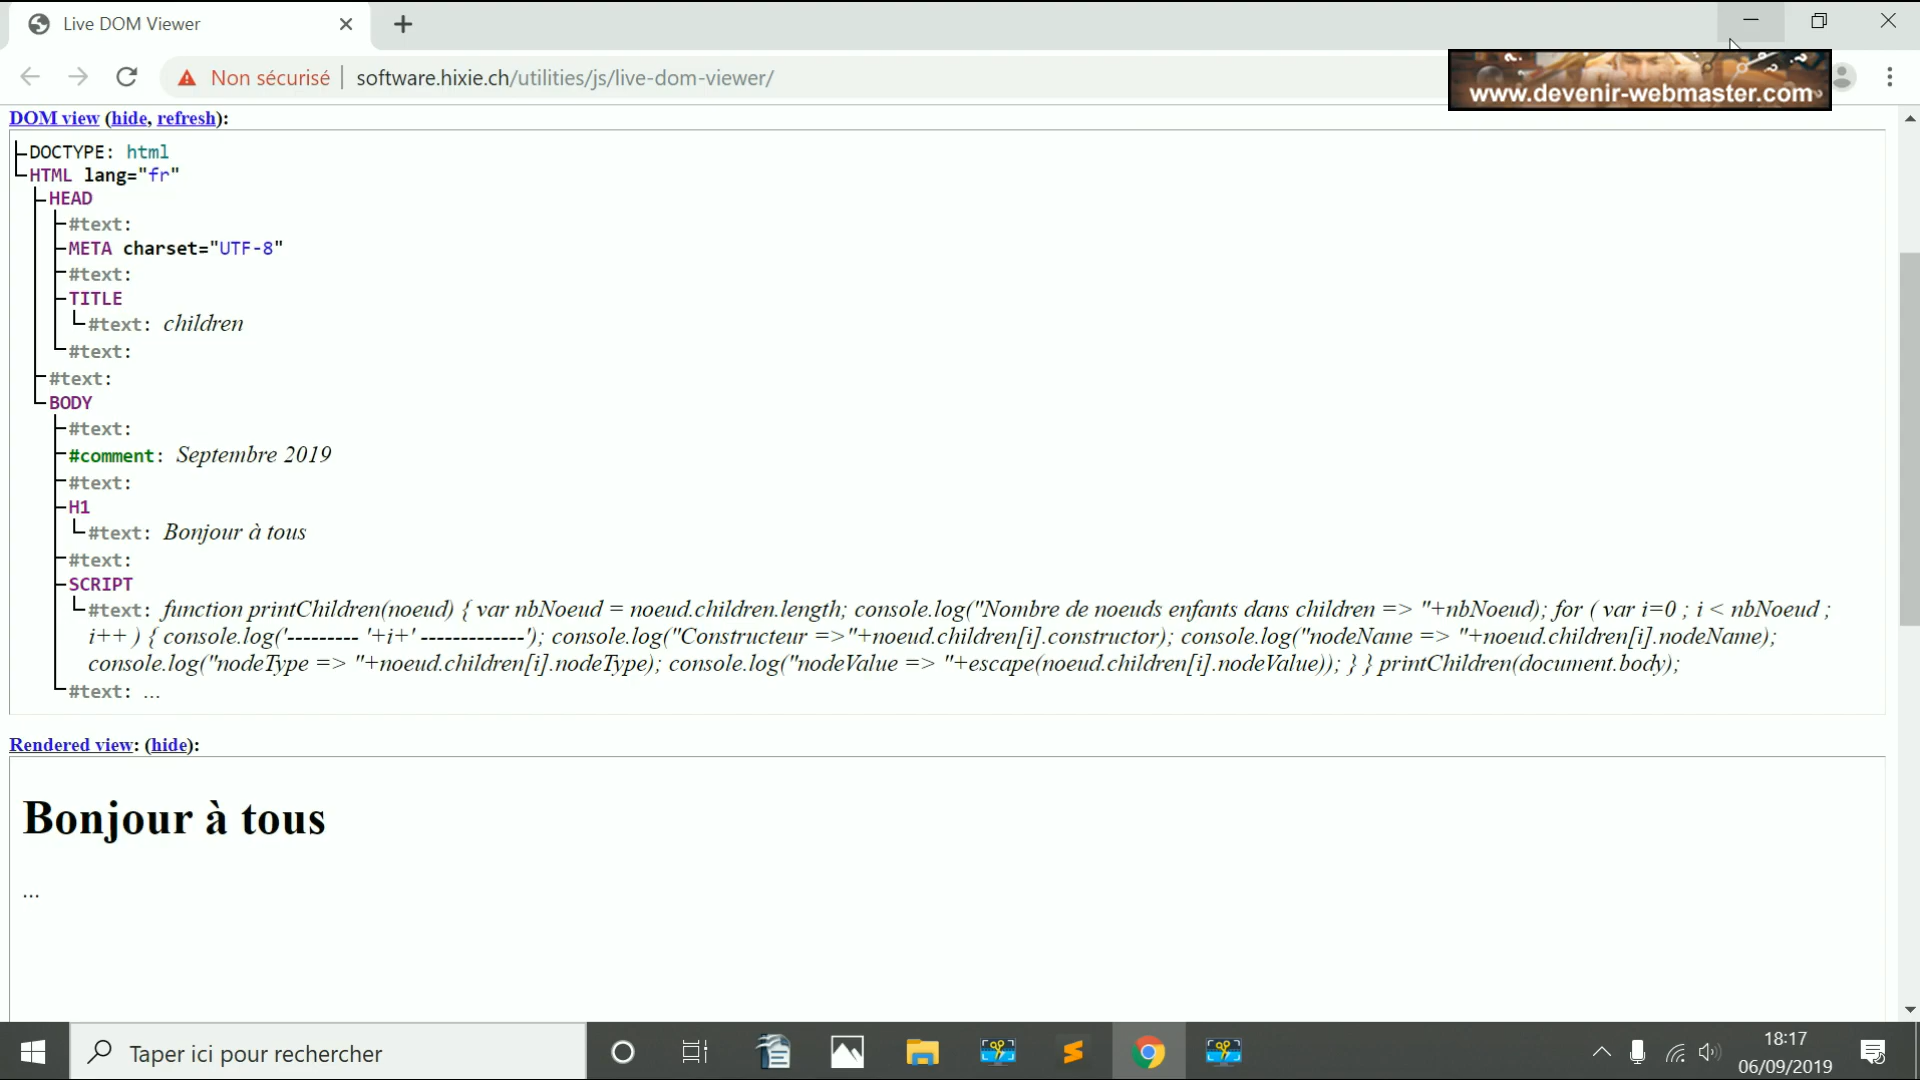 Live DOM Viewer
Non sécurisé
software.hixie.ch/utilities/js/live-dom-viewer/
www.devenir-webmaster.com
DOM view (hide, refresh):
DOCTYPE: html
HTML lang="fr"
HEAD
#text:
META charset="UTF-8"
#text:
TITLE
#text: children
#text:
#text:
BODY
#text:
#comment: Septembre 2019
#text:
H1
#text: Bonjour à tous
#text:
SCRIPT
#text: function printChildren(noeud) { var nbNoeud = noeud.children.length; console.log("Nombre de noeuds enfants dans children => "+nbNoeud); for ( var i=0 ; i < nbNoeud ;
i++ ) { console.log('--------- '+i+' -------------'); console.log("Constructeur =>"+noeud.children[i].constructor); console.log("nodeName => "+noeud.children[i].nodeName);
console.log("nodeType => "+noeud.children[i].nodeType); console.log("nodeValue => "+escape(noeud.children[i].nodeValue)); } } printChildren(document.body);
#text: ...
Rendered view: (hide):
Bonjour à tous
...
Taper ici pour rechercher
18:17
06/09/2019